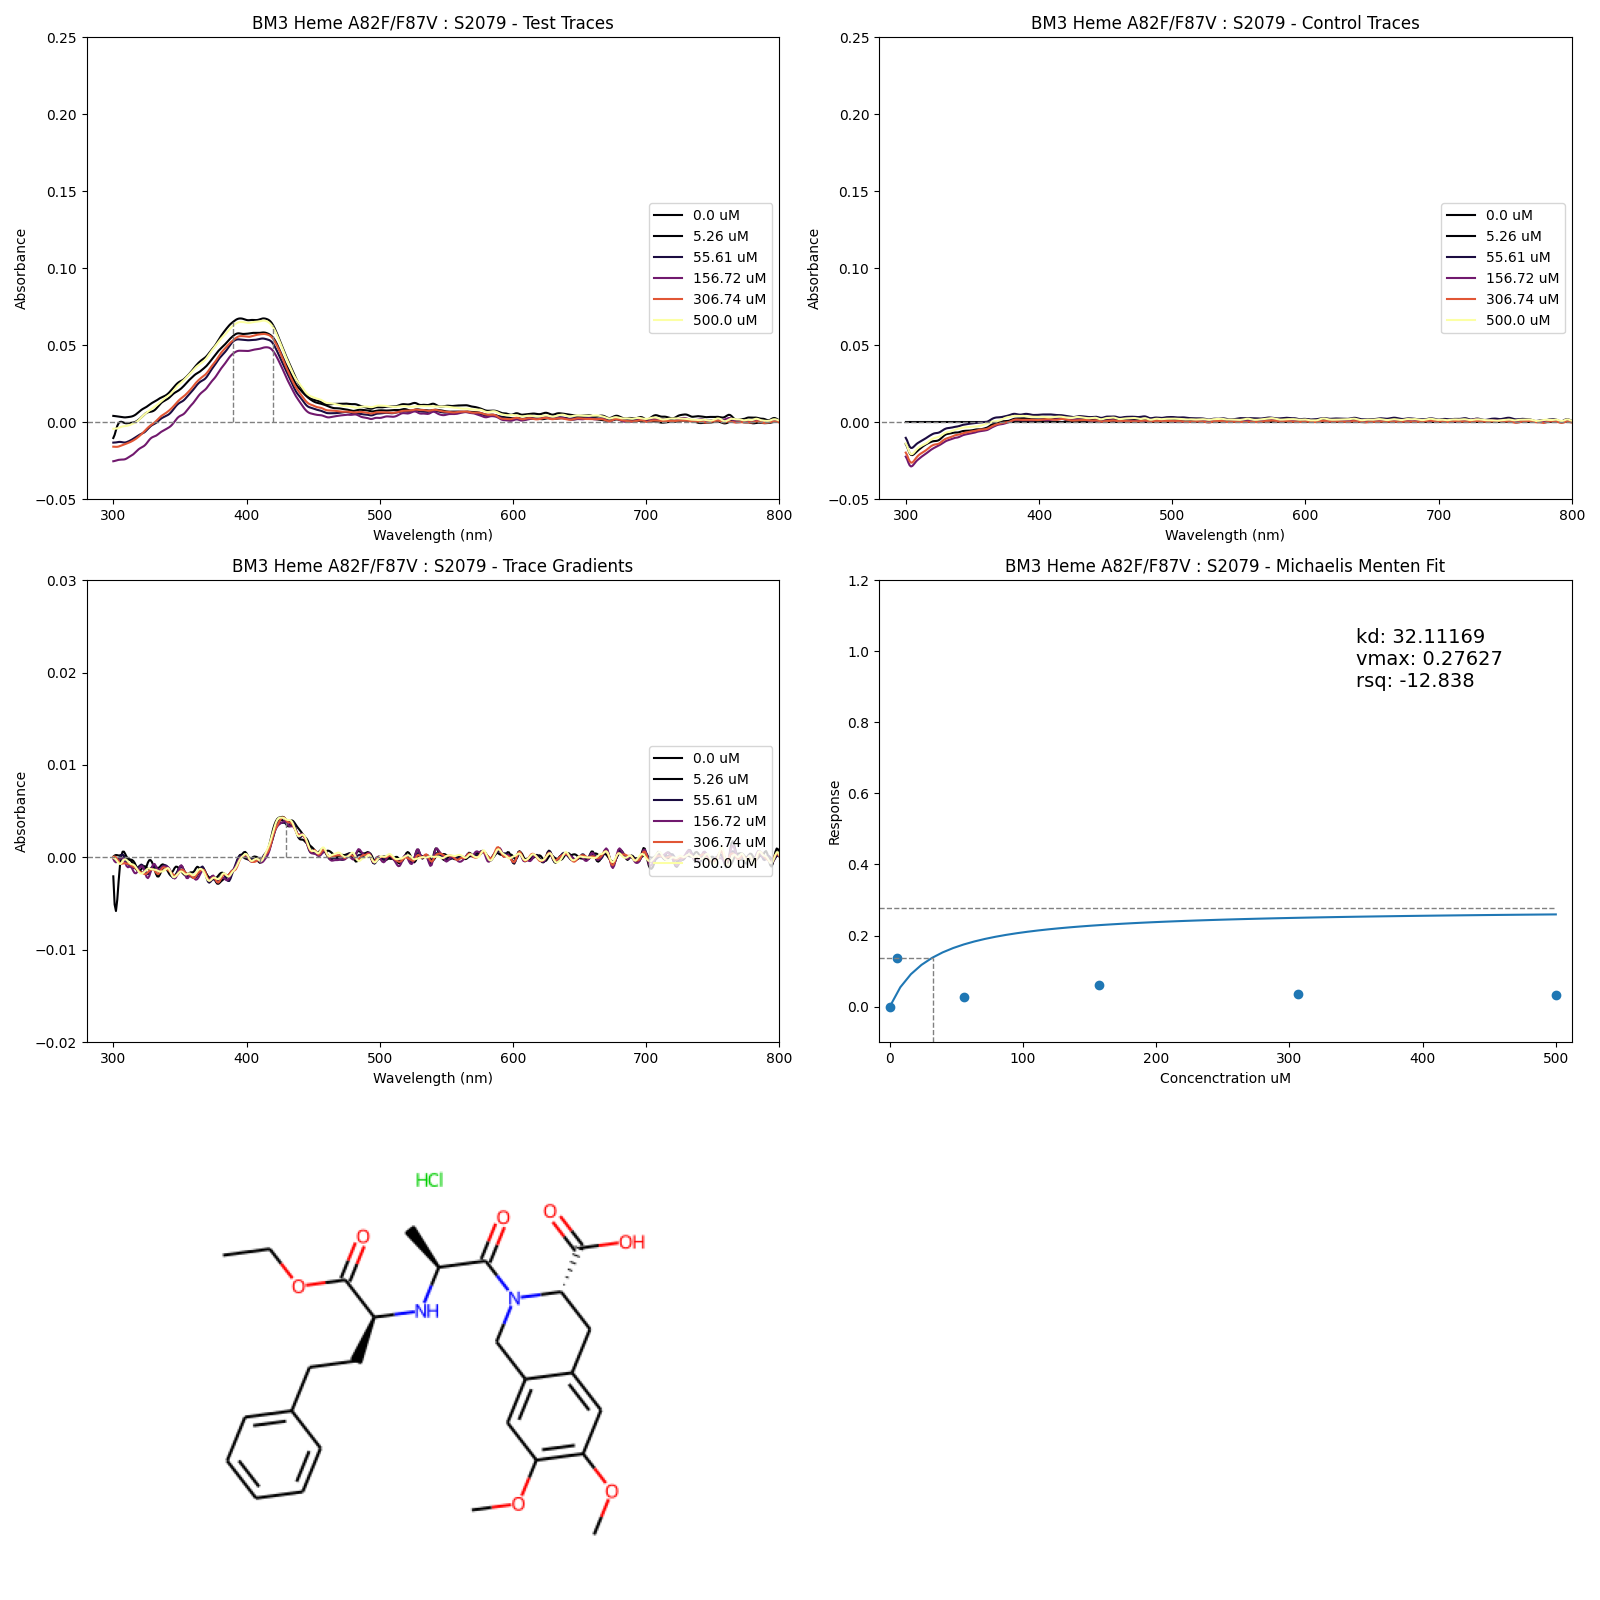 BM3 Heme A82F/F87V : S2079 - Test Traces
0.25
0.20
0.15
0.10
0.05
0.00
−0.05
Absorbance
300
400
500
600
700
800
Wavelength (nm)
0.0 uM
5.26 uM
55.61 uM
156.72 uM
306.74 uM
500.0 uM
BM3 Heme A82F/F87V : S2079 - Control Traces
0.25
0.20
0.15
0.10
0.05
0.00
−0.05
Absorbance
300
400
500
600
700
800
Wavelength (nm)
0.0 uM
5.26 uM
55.61 uM
156.72 uM
306.74 uM
500.0 uM
BM3 Heme A82F/F87V : S2079 - Trace Gradients
0.03
0.02
0.01
0.00
−0.01
−0.02
Absorbance
300
400
500
600
700
800
Wavelength (nm)
0.0 uM
5.26 uM
55.61 uM
156.72 uM
306.74 uM
500.0 uM
BM3 Heme A82F/F87V : S2079 - Michaelis Menten Fit
1.2
1.0
0.8
0.6
0.4
0.2
0.0
Response
0
100
200
300
400
500
Concenctration uM
kd: 32.11169
vmax: 0.27627
rsq: -12.838
HCl
O
O
O
OH
O
N
NH
O
O